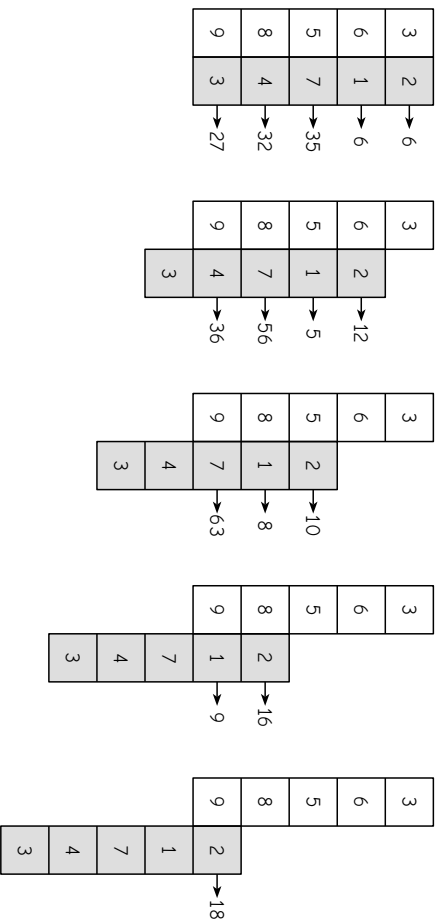 3 2 → 6 3 3 3 3
6 1 → 6 6 2 → 12 6 6 6
5 7 → 35 5 1 → 5 5 2 → 10 5 5
8 4 → 32 8 7 → 56 8 1 → 8 8 2 → 16 8
9 3 → 27 9 4 → 36 9 7 → 63 9 1 → 9 9 2 → 18
3 4 7 1
3 4 7
3 4
3